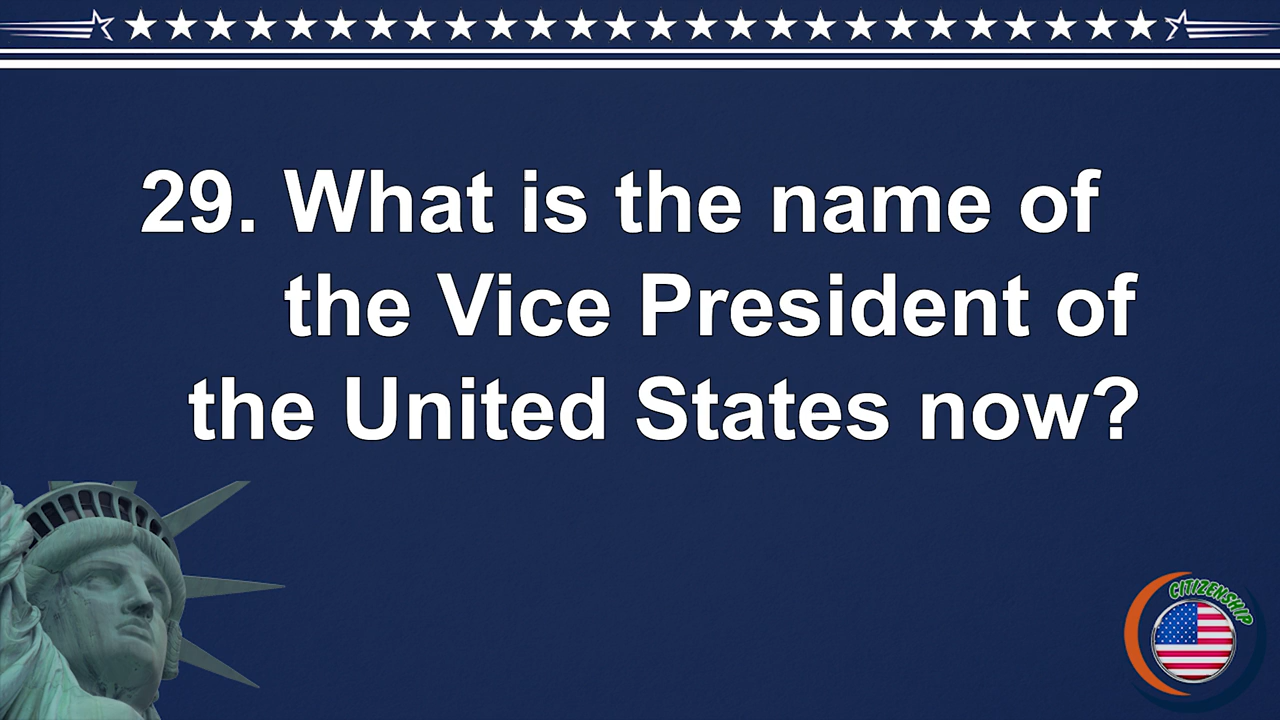 29. What is the name of
the Vice President of
the United States now?
CITIZENSHIP